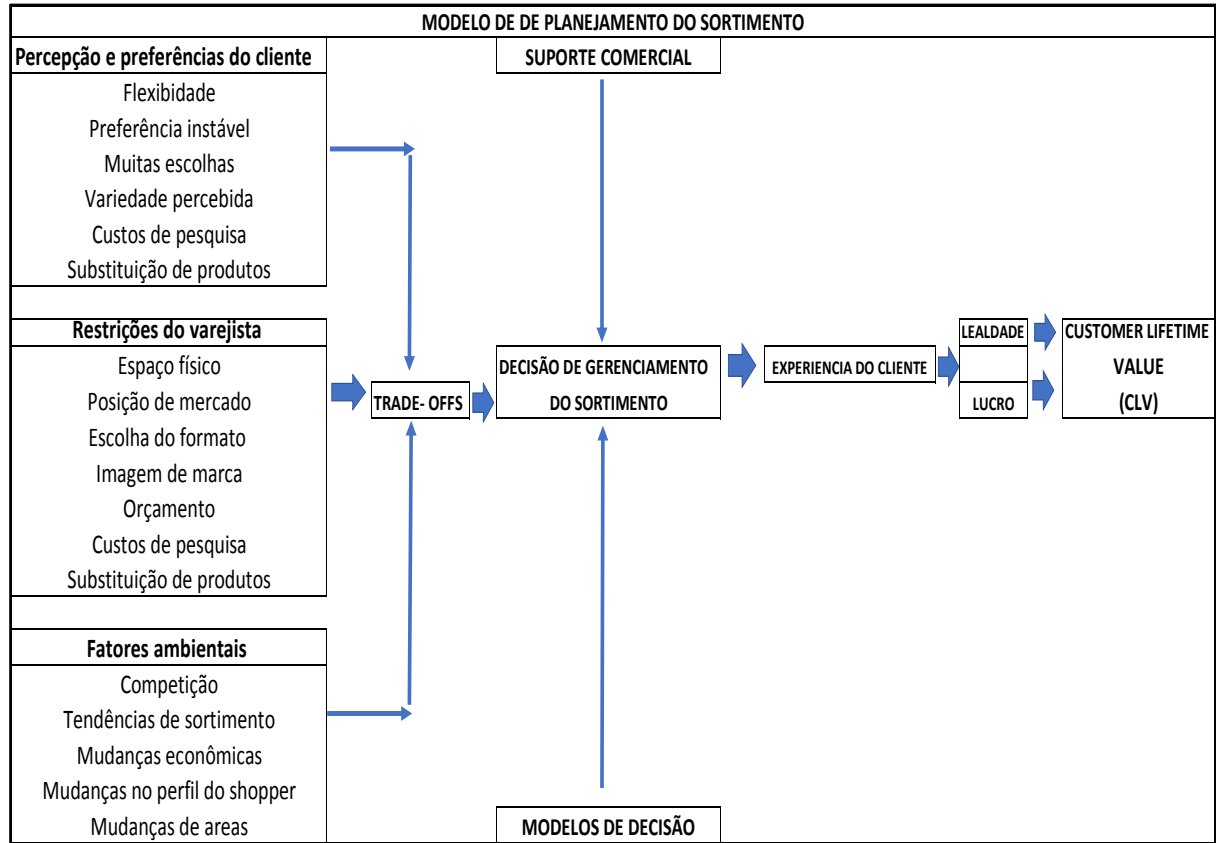 MODELO DE DE PLANEJAMENTO DO SORTIMENTO
Percepção e preferências do cliente
Flexibidade
Preferência instável
Muitas escolhas
Variedade percebida
Custos de pesquisa
Substituição de produtos
SUPORTE COMERCIAL
Restrições do varejista
Espaço físico
Posição de mercado
Escolha do formato
Imagem de marca
Orçamento
Custos de pesquisa
Substituição de produtos
TRADE- OFFS
DECISÃO DE GERENCIAMENTO
DO SORTIMENTO
EXPERIENCIA DO CLIENTE
LEALDADE
LUCRO
CUSTOMER LIFETIME
VALUE
(CLV)
Fatores ambientais
Competição
Tendências de sortimento
Mudanças econômicas
Mudanças no perfil do shopper
Mudanças de areas
MODELOS DE DECISÃO